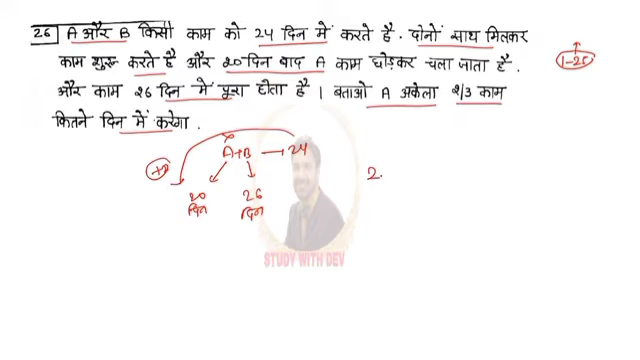 26 A और B किसी काम को 24 दिन में करते है. दोनों साथ मिलकर
काम शुरू करते है और 20 दिन बाद A काम छोड़कर चला जाता है.
1-25
और काम 26 दिन मे पूरा होता है। बताओ A अकेला 2/3 काम
कितने दिन में करेगा.
A+B → 24
+2
20 दिन
26 दिन
2.
STUDY WITH DEV